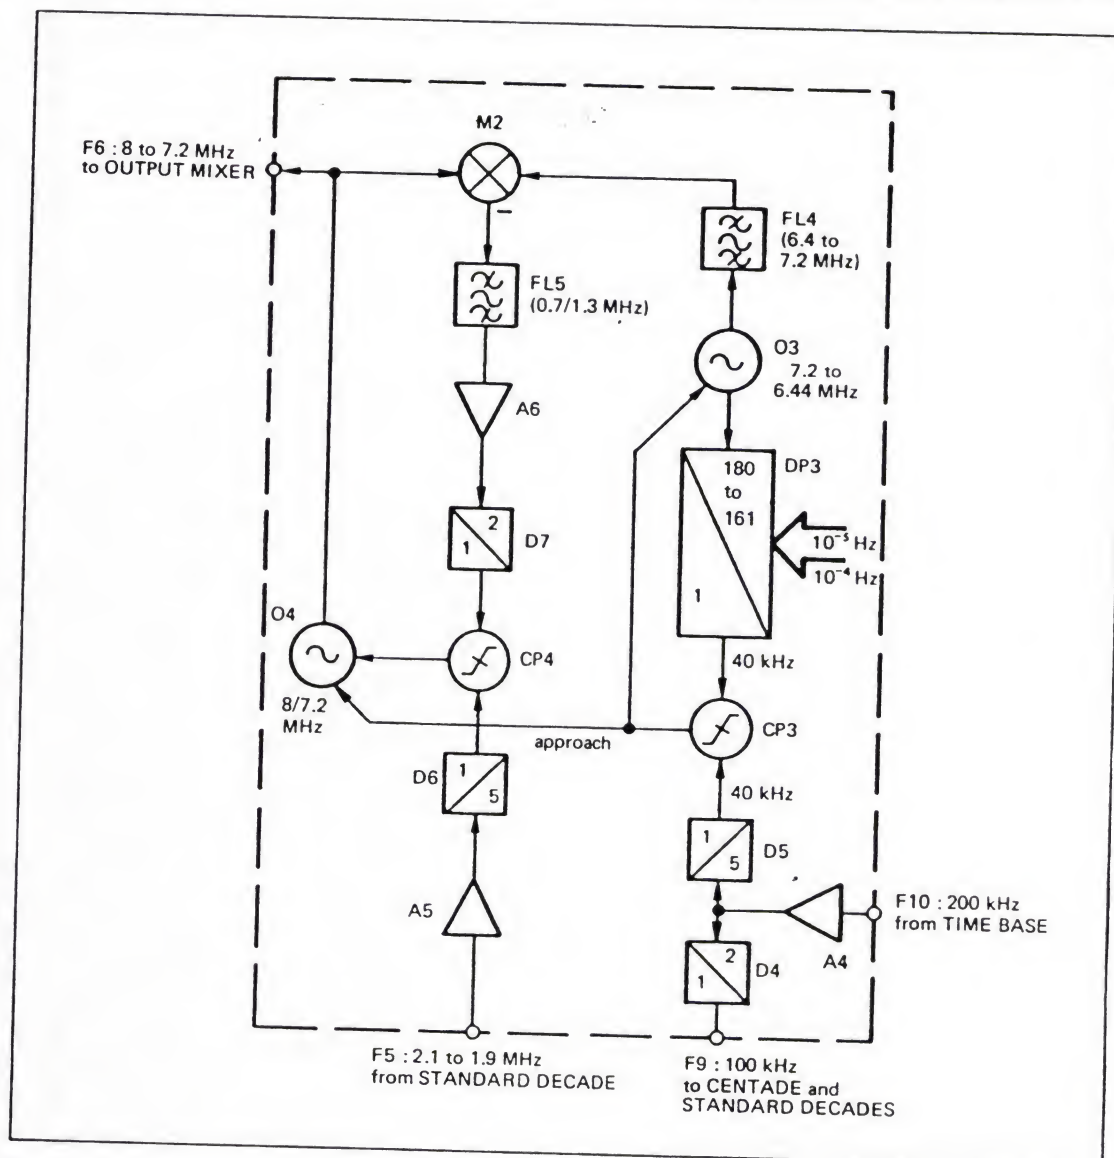 M2
F6 : 8 to 7.2 MHz
to OUTPUT MIXER
–
FL4
(6.4 to
7.2 MHz)
FL5
(0.7/1.3 MHz)
O3
7.2 to
6.44 MHz
A6
180
to
161
1
DP3
10⁻⁵ Hz
10⁻⁴ Hz
2
1
D7
O4
CP4
40 kHz
8/7.2
MHz
CP3
approach
D6
1
5
40 kHz
1
5
D5
A5
F10 : 200 kHz
from TIME BASE
A4
2
1
D4
F5 : 2.1 to 1.9 MHz
from STANDARD DECADE
F9 : 100 kHz
to CENTADE and
STANDARD DECADES